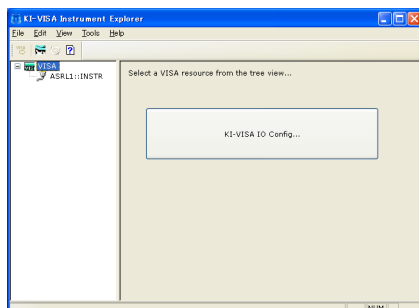 KI-VISA Instrument Explorer
File Edit View Tools Help
VISA
ASRL1::INSTR
Select a VISA resource from the tree view...
KI-VISA IO Config...
NUM